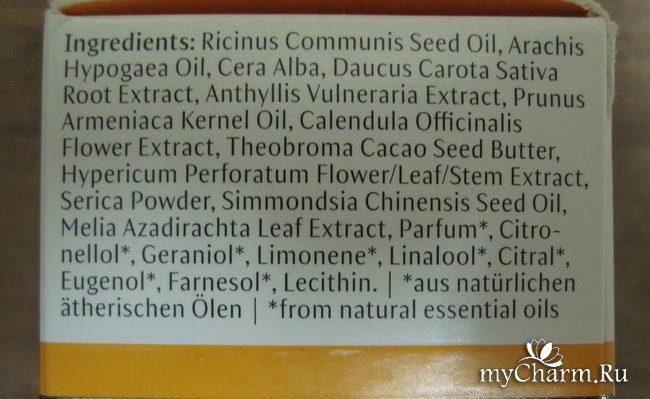 Ingredients: Ricinus Communis Seed Oil, Arachis
Hypogaea Oil, Cera Alba, Daucus Carota Sativa
Root Extract, Anthyllis Vulneraria Extract, Prunus
Armeniaca Kernel Oil, Calendula Officinalis
Flower Extract, Theobroma Cacao Seed Butter,
Hypericum Perforatum Flower/Leaf/Stem Extract,
Serica Powder, Simmondsia Chinensis Seed Oil,
Melia Azadirachta Leaf Extract, Parfum*, Citro-
nellol*, Geraniol*, Limonene*, Linalool*, Citral*,
Eugenol*, Farnesol*, Lecithin. | *aus natürlichen
ätherischen Ölen | *from natural essential oils
myCharm.Ru